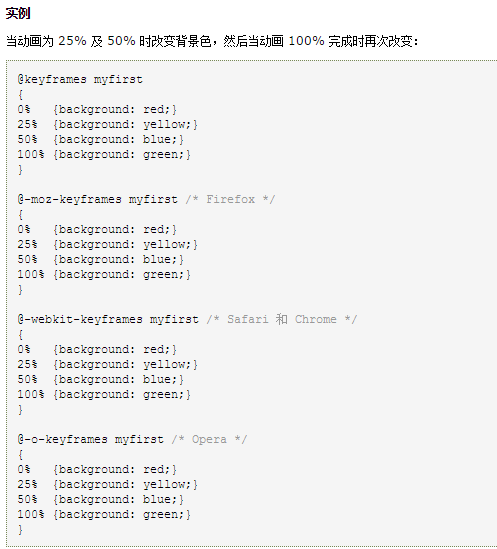 实例
当动画为 25% 及 50% 时改变背景色，然后当动画 100% 完成时再次改变：
@keyframes myfirst
{
0%   {background: red;}
25%  {background: yellow;}
50%  {background: blue;}
100% {background: green;}
}

@-moz-keyframes myfirst /* Firefox */
{
0%   {background: red;}
25%  {background: yellow;}
50%  {background: blue;}
100% {background: green;}
}

@-webkit-keyframes myfirst /* Safari 和 Chrome */
{
0%   {background: red;}
25%  {background: yellow;}
50%  {background: blue;}
100% {background: green;}
}

@-o-keyframes myfirst /* Opera */
{
0%   {background: red;}
25%  {background: yellow;}
50%  {background: blue;}
100% {background: green;}
}